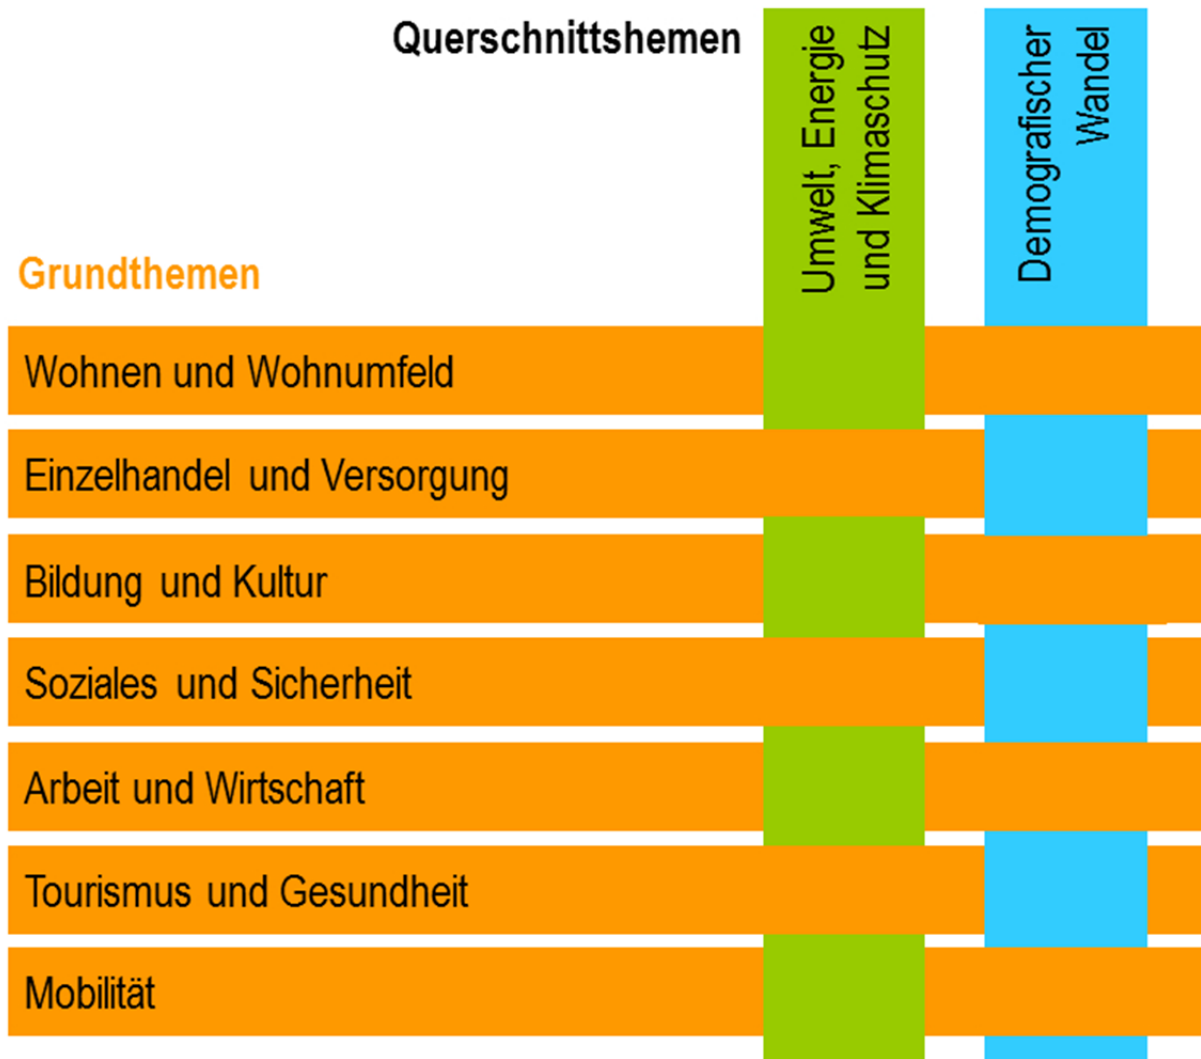 Querschnittshemen
Umwelt, Energie
und Klimaschutz
Demografischer
Wandel
Grundthemen
Wohnen und Wohnumfeld
Einzelhandel und Versorgung
Bildung und Kultur
Soziales und Sicherheit
Arbeit und Wirtschaft
Tourismus und Gesundheit
Mobilität